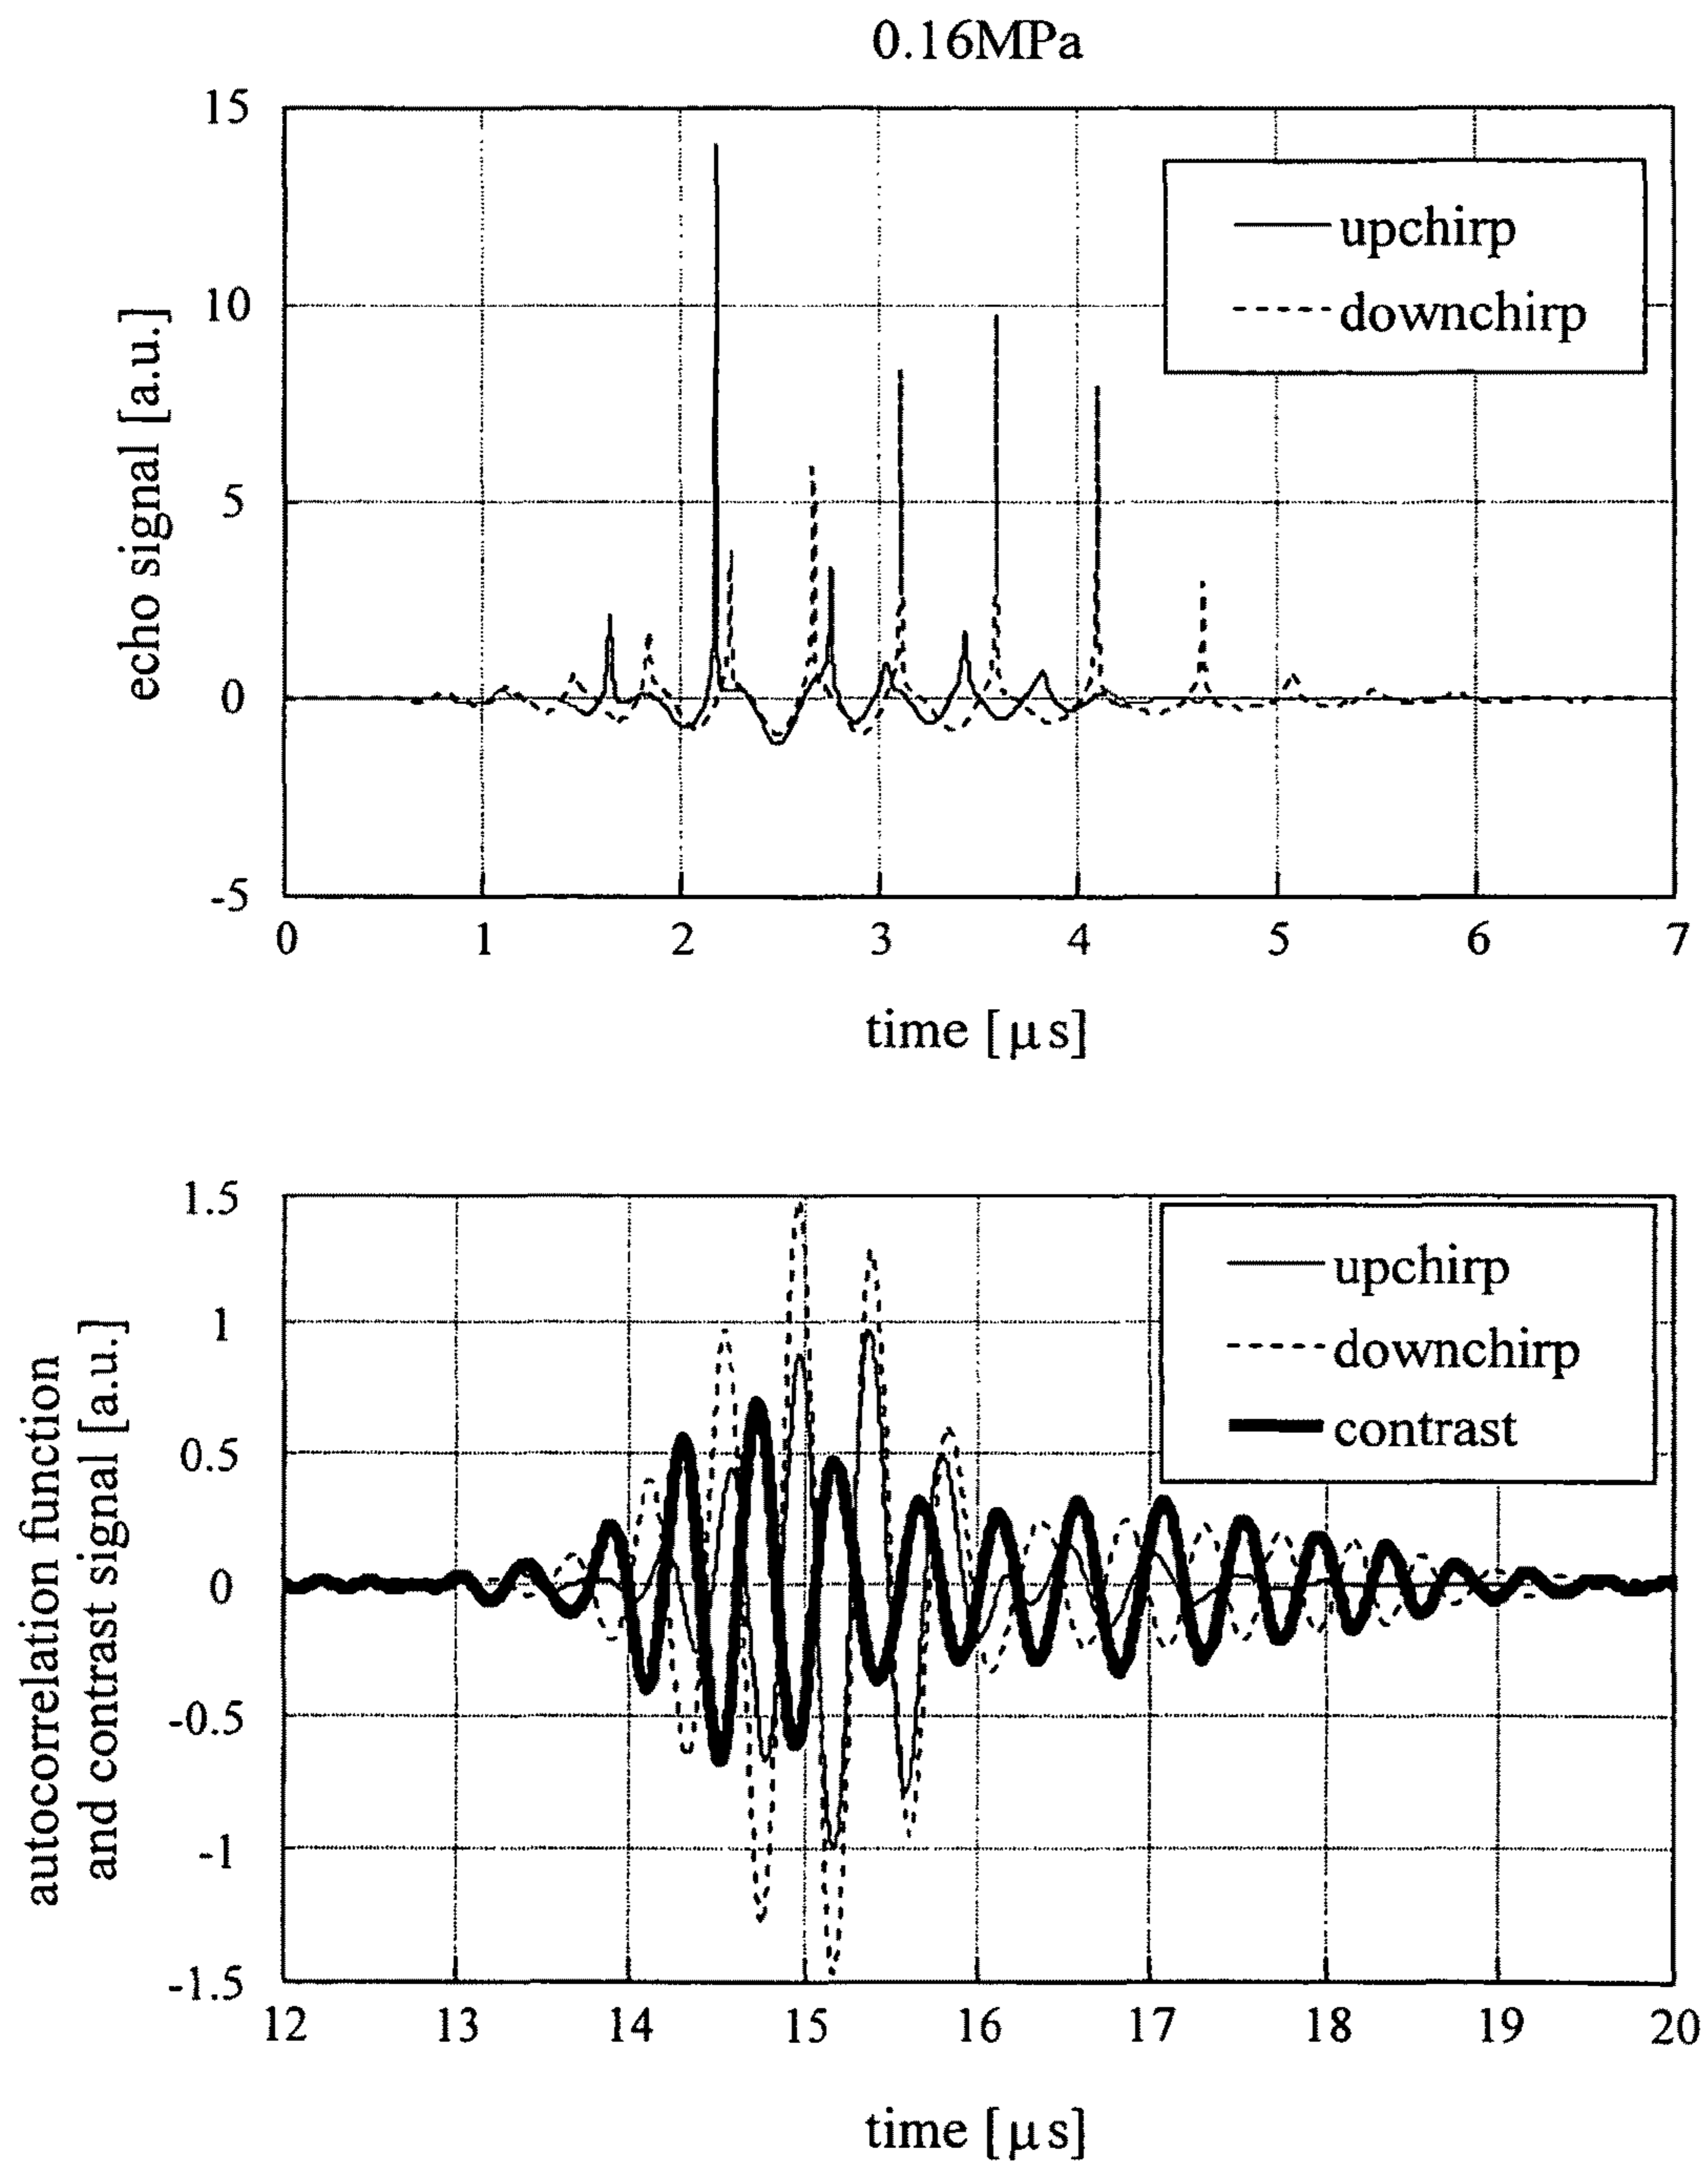 0.16MPa
15
10
5
0
-5
echo signal [a.u.]
upchirp
downchirp
0 1 2 3 4 5 6 7
time [μs]
1.5
1
0.5
0
-0.5
-1
-1.5
autocorrelation function
and contrast signal [a.u.]
upchirp
downchirp
contrast
12 13 14 15 16 17 18 19 20
time [μs]